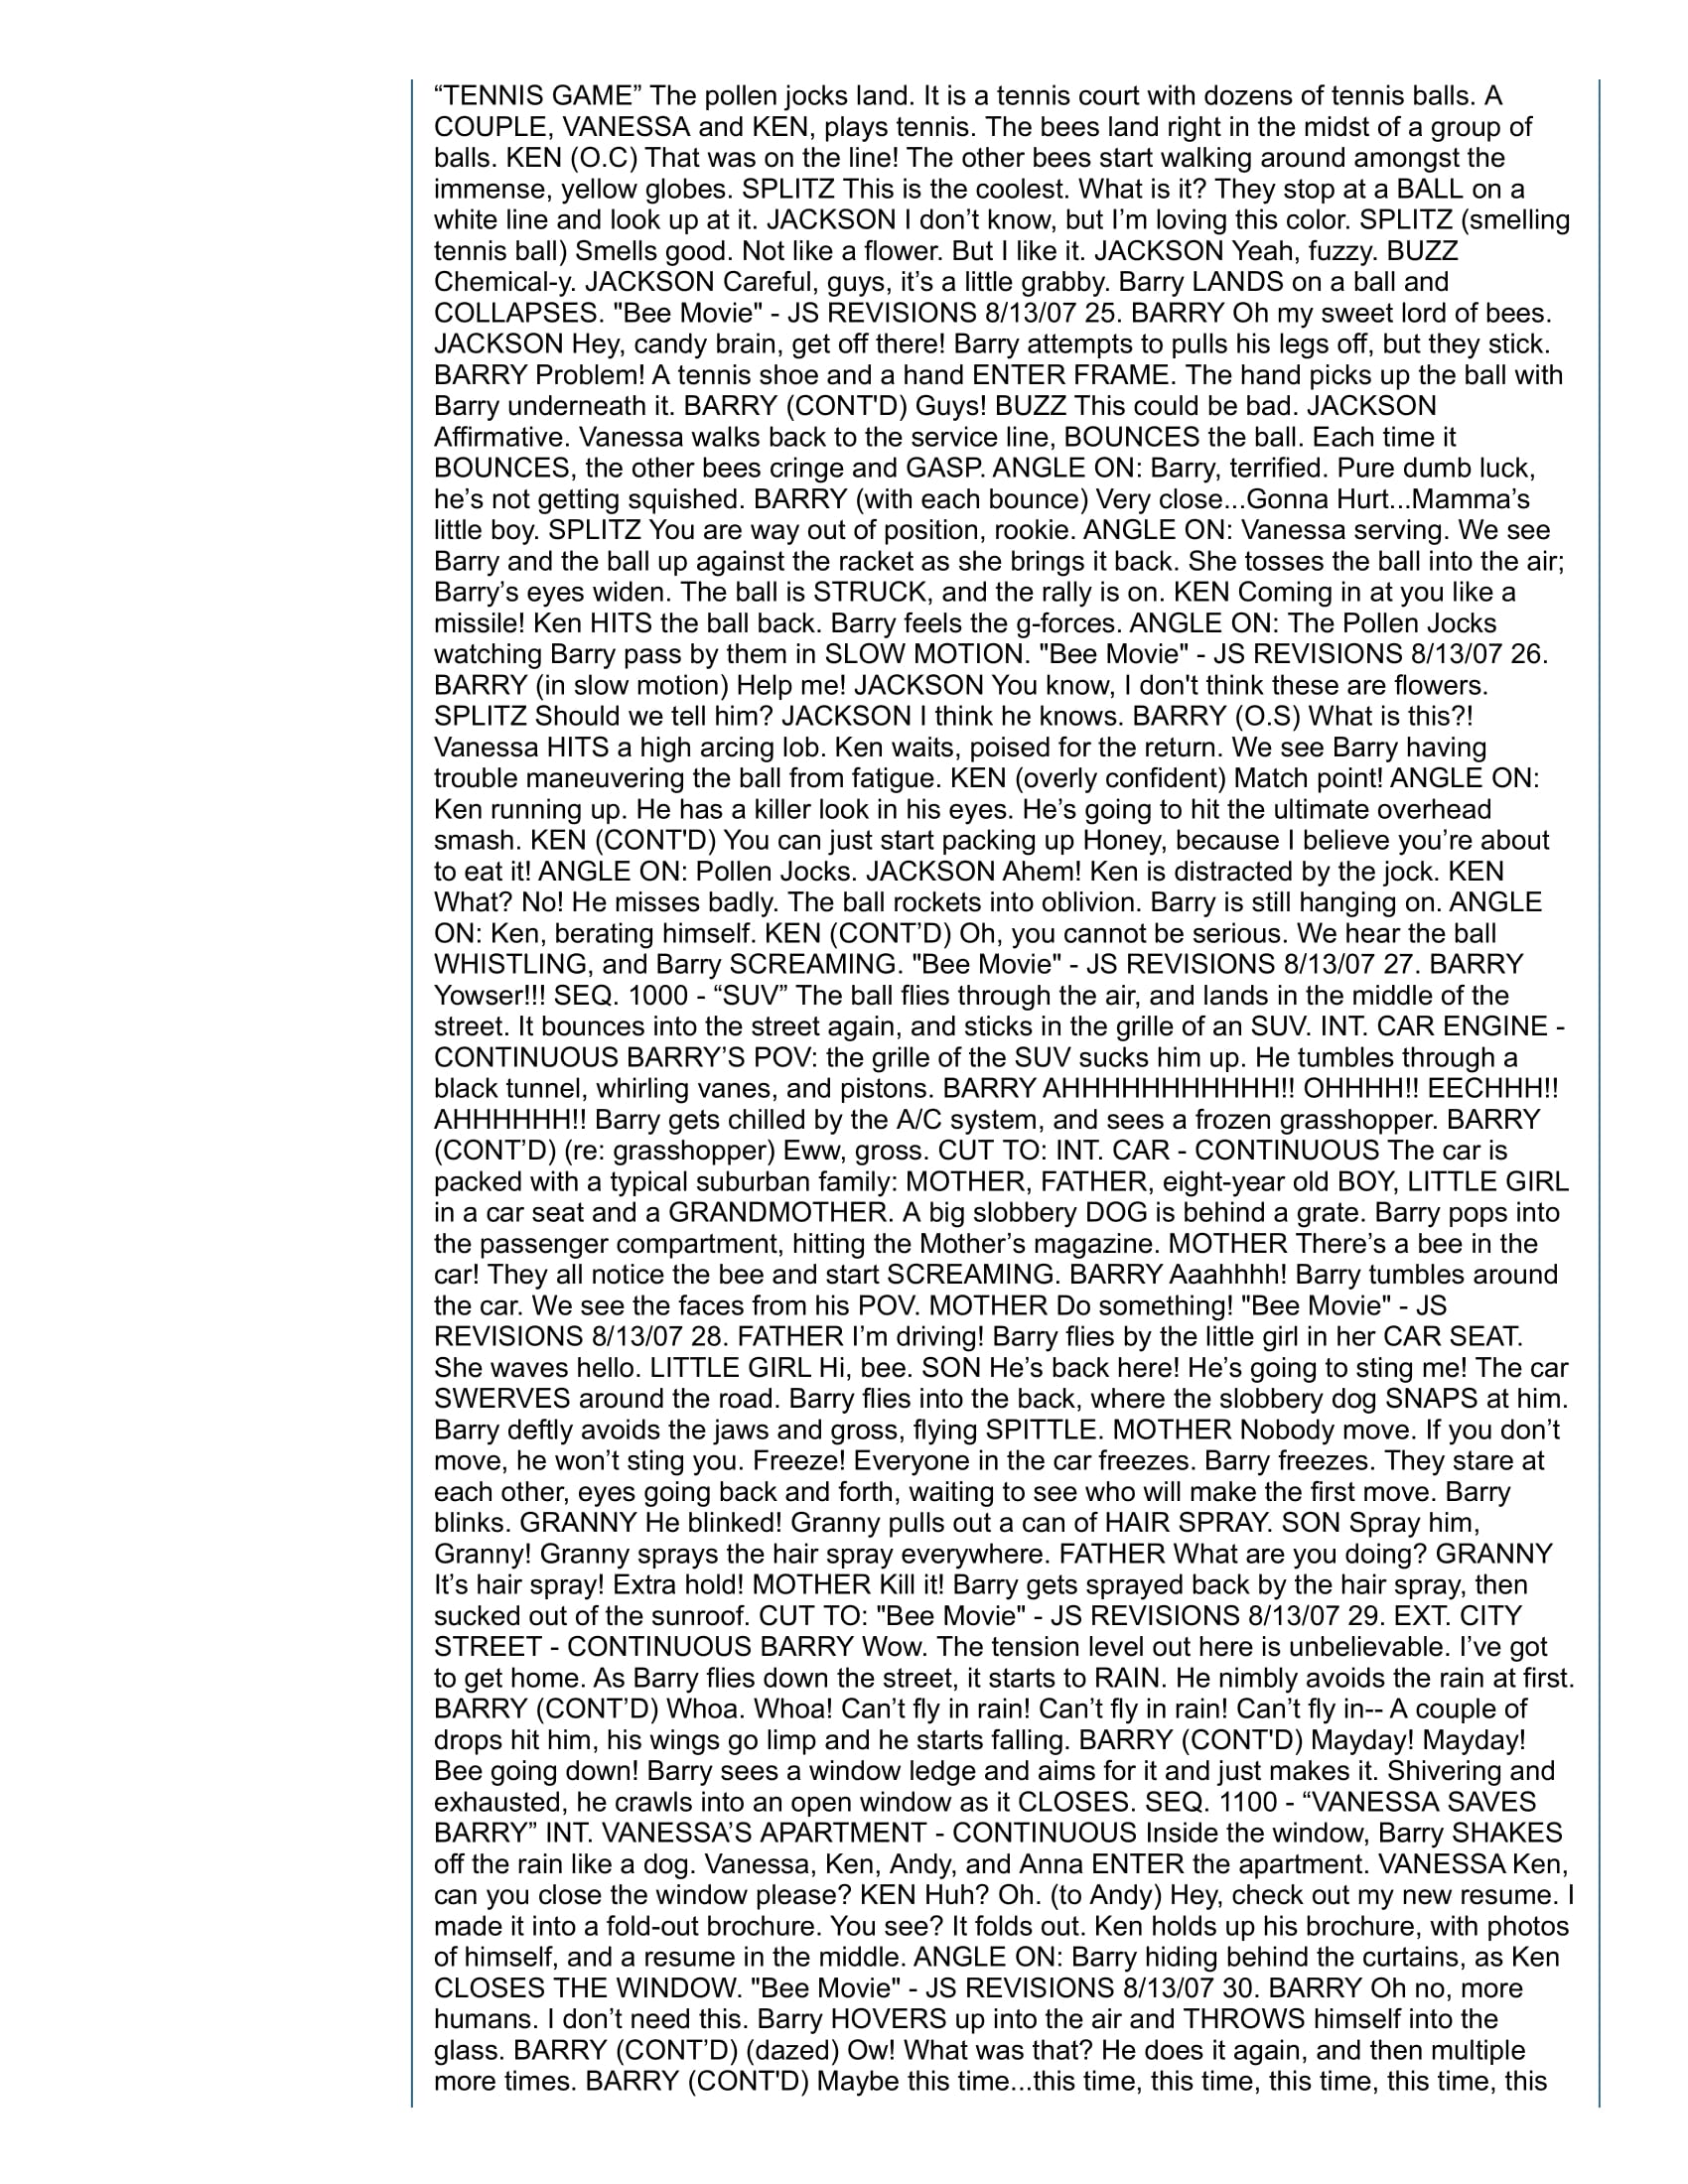 “TENNIS GAME” The pollen jocks land. It is a tennis court with dozens of tennis balls. A
COUPLE, VANESSA and KEN, plays tennis. The bees land right in the midst of a group of
balls. KEN (O.C) That was on the line! The other bees start walking around amongst the
immense, yellow globes. SPLITZ This is the coolest. What is it? They stop at a BALL on a
white line and look up at it. JACKSON I don’t know, but I’m loving this color. SPLITZ (smelling
tennis ball) Smells good. Not like a flower. But I like it. JACKSON Yeah, fuzzy. BUZZ
Chemical-y. JACKSON Careful, guys, it’s a little grabby. Barry LANDS on a ball and
COLLAPSES. "Bee Movie" - JS REVISIONS 8/13/07 25. BARRY Oh my sweet lord of bees.
JACKSON Hey, candy brain, get off there! Barry attempts to pulls his legs off, but they stick.
BARRY Problem! A tennis shoe and a hand ENTER FRAME. The hand picks up the ball with
Barry underneath it. BARRY (CONT'D) Guys! BUZZ This could be bad. JACKSON
Affirmative. Vanessa walks back to the service line, BOUNCES the ball. Each time it
BOUNCES, the other bees cringe and GASP. ANGLE ON: Barry, terrified. Pure dumb luck,
he’s not getting squished. BARRY (with each bounce) Very close...Gonna Hurt...Mamma’s
little boy. SPLITZ You are way out of position, rookie. ANGLE ON: Vanessa serving. We see
Barry and the ball up against the racket as she brings it back. She tosses the ball into the air;
Barry’s eyes widen. The ball is STRUCK, and the rally is on. KEN Coming in at you like a
missile! Ken HITS the ball back. Barry feels the g-forces. ANGLE ON: The Pollen Jocks
watching Barry pass by them in SLOW MOTION. "Bee Movie" - JS REVISIONS 8/13/07 26.
BARRY (in slow motion) Help me! JACKSON You know, I don't think these are flowers.
SPLITZ Should we tell him? JACKSON I think he knows. BARRY (O.S) What is this?!
Vanessa HITS a high arcing lob. Ken waits, poised for the return. We see Barry having
trouble maneuvering the ball from fatigue. KEN (overly confident) Match point! ANGLE ON:
Ken running up. He has a killer look in his eyes. He’s going to hit the ultimate overhead
smash. KEN (CONT'D) You can just start packing up Honey, because I believe you’re about
to eat it! ANGLE ON: Pollen Jocks. JACKSON Ahem! Ken is distracted by the jock. KEN
What? No! He misses badly. The ball rockets into oblivion. Barry is still hanging on. ANGLE
ON: Ken, berating himself. KEN (CONT’D) Oh, you cannot be serious. We hear the ball
WHISTLING, and Barry SCREAMING. "Bee Movie" - JS REVISIONS 8/13/07 27. BARRY
Yowser!!! SEQ. 1000 - “SUV” The ball flies through the air, and lands in the middle of the
street. It bounces into the street again, and sticks in the grille of an SUV. INT. CAR ENGINE -
CONTINUOUS BARRY’S POV: the grille of the SUV sucks him up. He tumbles through a
black tunnel, whirling vanes, and pistons. BARRY AHHHHHHHHHHH!! OHHHH!! EECHHH!!
AHHHHHH!! Barry gets chilled by the A/C system, and sees a frozen grasshopper. BARRY
(CONT’D) (re: grasshopper) Eww, gross. CUT TO: INT. CAR - CONTINUOUS The car is
packed with a typical suburban family: MOTHER, FATHER, eight-year old BOY, LITTLE GIRL
in a car seat and a GRANDMOTHER. A big slobbery DOG is behind a grate. Barry pops into
the passenger compartment, hitting the Mother’s magazine. MOTHER There’s a bee in the
car! They all notice the bee and start SCREAMING. BARRY Aaahhhh! Barry tumbles around
the car. We see the faces from his POV. MOTHER Do something! "Bee Movie" - JS
REVISIONS 8/13/07 28. FATHER I’m driving! Barry flies by the little girl in her CAR SEAT.
She waves hello. LITTLE GIRL Hi, bee. SON He’s back here! He’s going to sting me! The car
SWERVES around the road. Barry flies into the back, where the slobbery dog SNAPS at him.
Barry deftly avoids the jaws and gross, flying SPITTLE. MOTHER Nobody move. If you don’t
move, he won’t sting you. Freeze! Everyone in the car freezes. Barry freezes. They stare at
each other, eyes going back and forth, waiting to see who will make the first move. Barry
blinks. GRANNY He blinked! Granny pulls out a can of HAIR SPRAY. SON Spray him,
Granny! Granny sprays the hair spray everywhere. FATHER What are you doing? GRANNY
It’s hair spray! Extra hold! MOTHER Kill it! Barry gets sprayed back by the hair spray, then
sucked out of the sunroof. CUT TO: "Bee Movie" - JS REVISIONS 8/13/07 29. EXT. CITY
STREET - CONTINUOUS BARRY Wow. The tension level out here is unbelievable. I’ve got
to get home. As Barry flies down the street, it starts to RAIN. He nimbly avoids the rain at first.
BARRY (CONT’D) Whoa. Whoa! Can’t fly in rain! Can’t fly in rain! Can’t fly in-- A couple of
drops hit him, his wings go limp and he starts falling. BARRY (CONT'D) Mayday! Mayday!
Bee going down! Barry sees a window ledge and aims for it and just makes it. Shivering and
exhausted, he crawls into an open window as it CLOSES. SEQ. 1100 - “VANESSA SAVES
BARRY” INT. VANESSA’S APARTMENT - CONTINUOUS Inside the window, Barry SHAKES
off the rain like a dog. Vanessa, Ken, Andy, and Anna ENTER the apartment. VANESSA Ken,
can you close the window please? KEN Huh? Oh. (to Andy) Hey, check out my new resume. I
made it into a fold-out brochure. You see? It folds out. Ken holds up his brochure, with photos
of himself, and a resume in the middle. ANGLE ON: Barry hiding behind the curtains, as Ken
CLOSES THE WINDOW. "Bee Movie" - JS REVISIONS 8/13/07 30. BARRY Oh no, more
humans. I don’t need this. Barry HOVERS up into the air and THROWS himself into the
glass. BARRY (CONT’D) (dazed) Ow! What was that? He does it again, and then multiple
more times. BARRY (CONT'D) Maybe this time...this time, this time, this time, this time, this